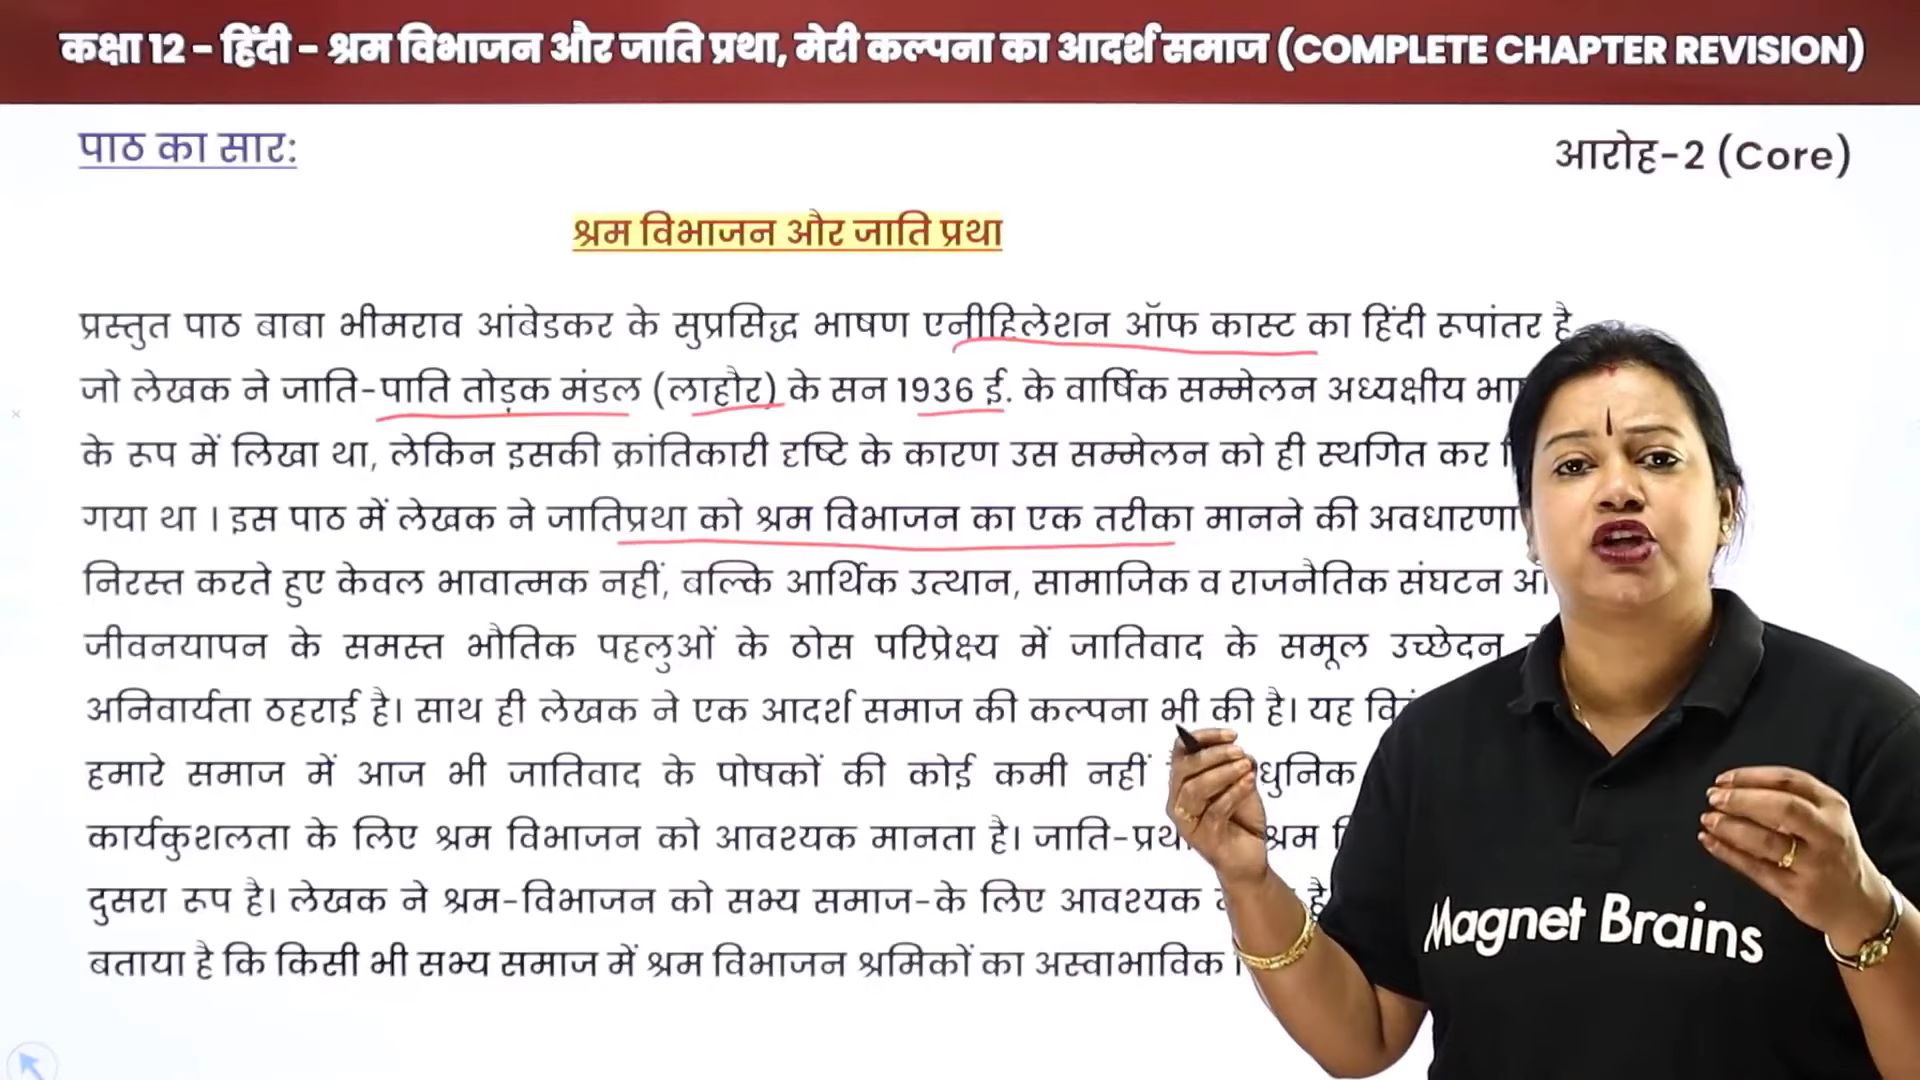 कक्षा 12 – हिंदी – श्रम विभाजन और जाति प्रथा, मेरी कल्पना का आदर्श समाज (COMPLETE CHAPTER REVISION)
पाठ का सार:
आरोह-2 (Core)
श्रम विभाजन और जाति प्रथा
प्रस्तुत पाठ बाबा भीमराव आंबेडकर के सुप्रसिद्ध भाषण एनीहिलेशन ऑफ कास्ट का हिंदी रूपांतर है
जो लेखक ने जाति-पाति तोड़क मंडल (लाहौर) के सन 1936 ई. के वार्षिक सम्मेलन अध्यक्षीय
के रूप में लिखा था, लेकिन इसकी क्रांतिकारी दृष्टि के कारण उस सम्मेलन को ही स्थगित कर
गया था । इस पाठ में लेखक ने जातिप्रथा को श्रम विभाजन का एक तरीका मानने की अवधारणा
निरस्त करते हुए केवल भावात्मक नहीं, बल्कि आर्थिक उत्थान, सामाजिक व राजनैतिक संघटन
जीवनयापन के समस्त भौतिक पहलुओं के ठोस परिप्रेक्ष्य में जातिवाद के समूल उच्छेदन
अनिवार्यता ठहराई है। साथ ही लेखक ने एक आदर्श समाज की कल्पना भी की है। यह
हमारे समाज में आज भी जातिवाद के पोषकों की कोई कमी नहीं
कार्यकुशलता के लिए श्रम विभाजन को आवश्यक मानता है। श्रम
दुसरा रूप है। लेखक ने श्रम-विभाजन को सभ्य समाज-के लिए आवश्यक
बताया है कि किसी भी सभ्य समाज में श्रम विभाजन श्रमिकों का अस्वाभाविक
Magnet Brains